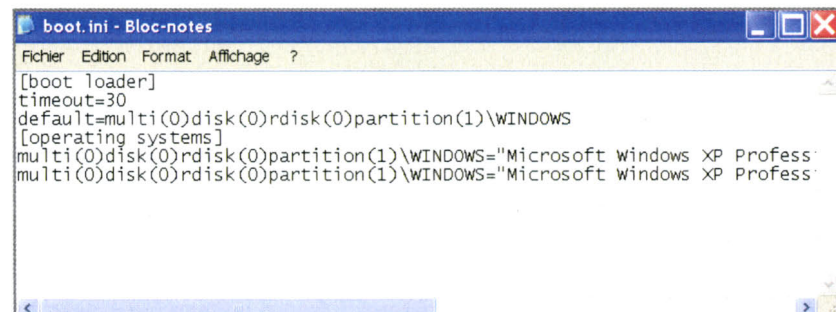 boot.ini - Bloc-notes
Fichier Edition Format Affichage ?
[boot loader]
timeout=30
default=multi(0)disk(0)rdisk(0)partition(1)\WINDOWS
[operating systems]
multi(0)disk(0)rdisk(0)partition(1)\WINDOWS="Microsoft Windows XP Profess
multi(0)disk(0)rdisk(0)partition(1)\WINDOWS="Microsoft Windows XP Profess